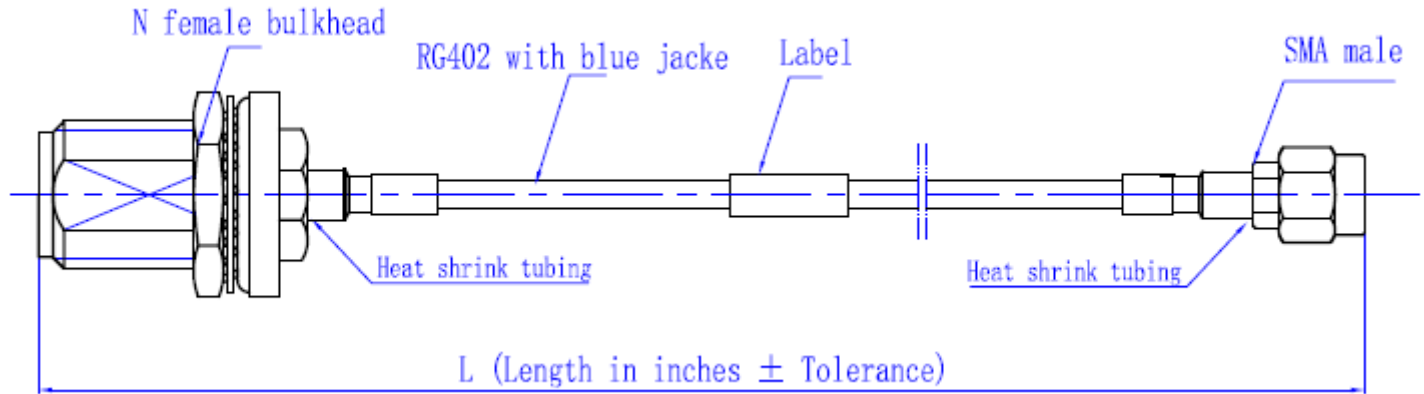 N female bulkhead
RG402 with blue jacke
Label
SMA male
Heat shrink tubing
Heat shrink tubing
L (Length in inches ± Tolerance)